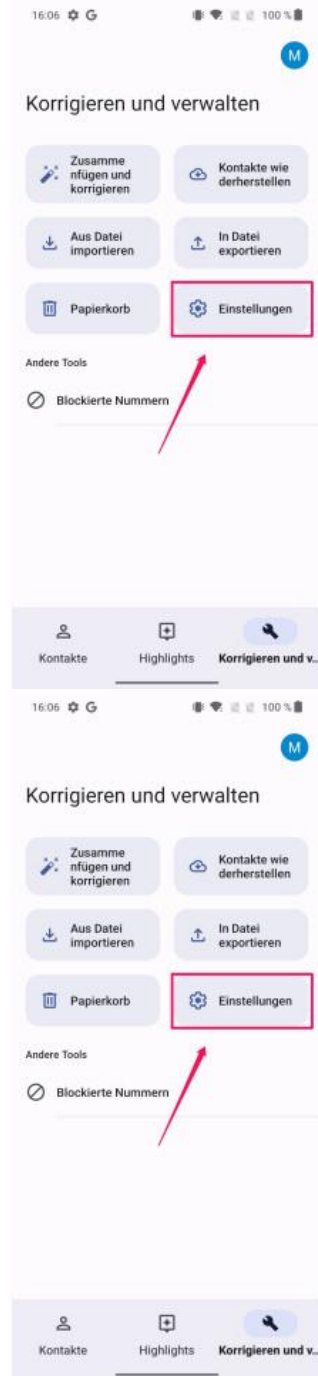 16:06 G 100 %
M
Korrigieren und verwalten
Zusamme
nfügen und
korrigieren
Kontakte wie
derherstellen
Aus Datei
importieren
In Datei
exportieren
Papierkorb
Einstellungen
Andere Tools
Blockierte Nummern
Kontakte
Highlights
Korrigieren und v...
16:06 G 100 %
M
Korrigieren und verwalten
Zusamme
nfügen und
korrigieren
Kontakte wie
derherstellen
Aus Datei
importieren
In Datei
exportieren
Papierkorb
Einstellungen
Andere Tools
Blockierte Nummern
Kontakte
Highlights
Korrigieren und v...